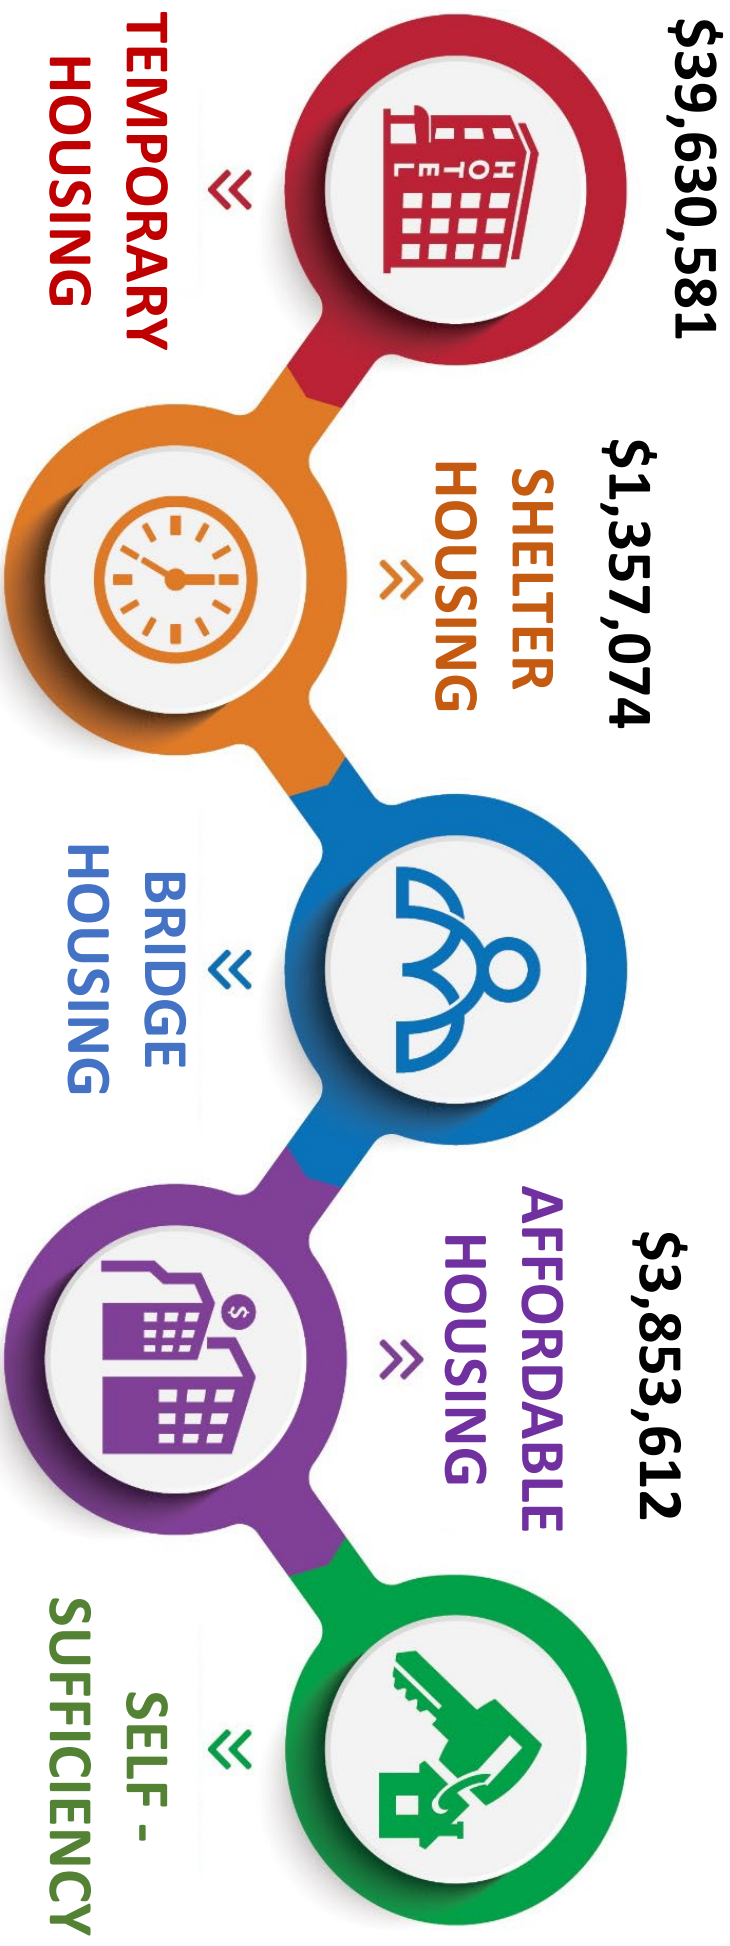 $39,630,581
HOTEL
TEMPORARY
HOUSING
$1,357,074
SHELTER
HOUSING
BRIDGE
HOUSING
$3,853,612
AFFORDABLE
HOUSING
$
SELF -
SUFFICIENCY